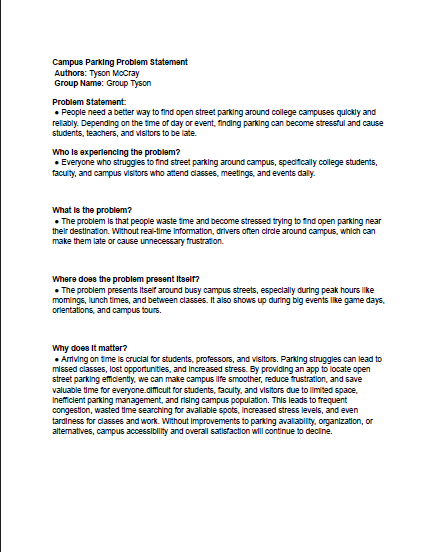 Campus Parking Problem Statement
Authors: Tyson McCray
Group Name: Group Tyson
Problem Statement:
● People need a better way to find open street parking around college campuses quickly and
reliably. Depending on the time of day or event, finding parking can become stressful and cause
students, teachers, and visitors to be late.
Who is experiencing the problem?
● Everyone who struggles to find street parking around campus, specifically college students,
faculty, and campus visitors who attend classes, meetings, and events daily.
What is the problem?
● The problem is that people waste time and become stressed trying to find open parking near
their destination. Without real-time information, drivers often circle around campus, which can
make them late or cause unnecessary frustration.
Where does the problem present itself?
● The problem presents itself around busy campus streets, especially during peak hours like
mornings, lunch times, and between classes. It also shows up during big events like game days,
orientations, and campus tours.
Why does it matter?
● Arriving on time is crucial for students, professors, and visitors. Parking struggles can lead to
missed classes, lost opportunities, and increased stress. By providing an app to locate open
street parking efficiently, we can make campus life smoother, reduce frustration, and save
valuable time for everyone.difficult for students, faculty, and visitors due to limited space,
inefficient parking management, and rising campus population. This leads to frequent
congestion, wasted time searching for available spots, increased stress levels, and even
tardiness for classes and work. Without improvements to parking availability, organization, or
alternatives, campus accessibility and overall satisfaction will continue to decline.